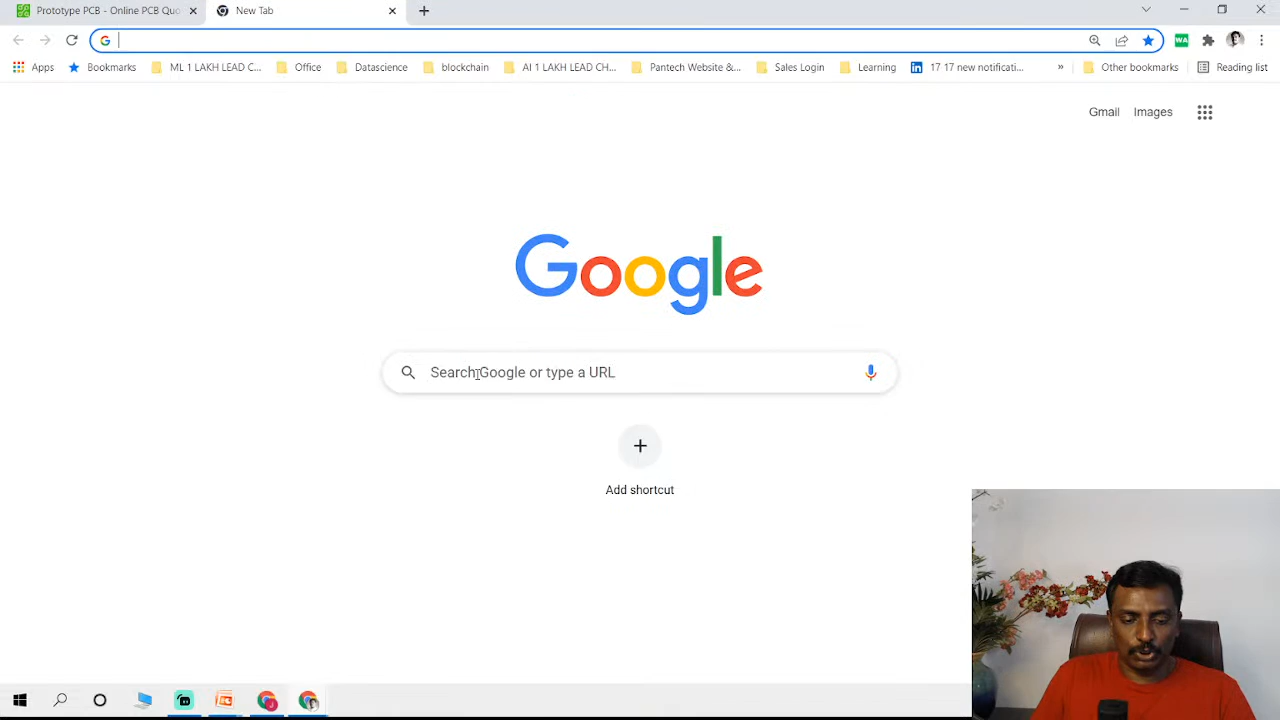 Prototype PCB - Online PCB Quo
New Tab
Apps
Bookmarks
ML 1 LAKH LEAD C...
Office
Datascience
blockchain
AI 1 LAKH LEAD CH...
Pantech Website &...
Sales Login
Learning
17 17 new notificati...
»
Other bookmarks
Reading list
Gmail
Images
Google
Search Google or type a URL
Add shortcut